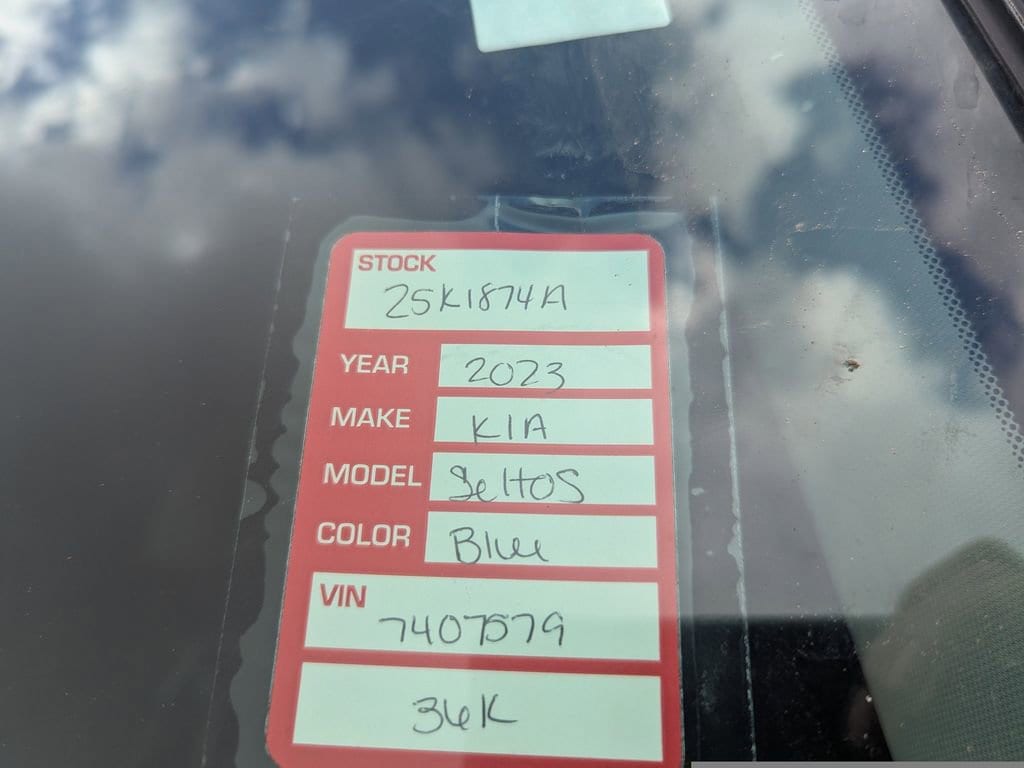 STOCK
25K1874A
YEAR 2023
MAKE KIA
MODEL Seltos
COLOR Blue
VIN
7407579
36K